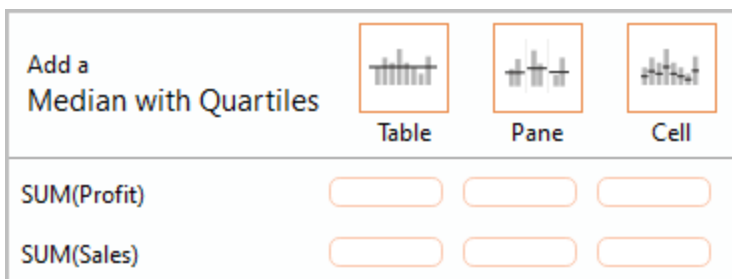 Add a
Median with Quartiles
Table Pane Cell
SUM(Profit)
SUM(Sales)